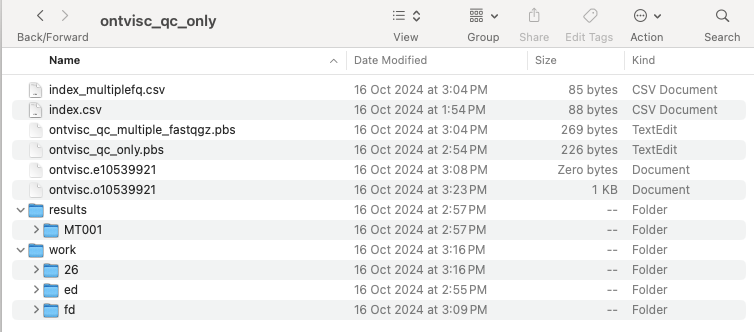 ontvisc_qc_only
Back/Forward View Group Share Edit Tags Action Search
Name Date Modified Size Kind
index_multiplefq.csv 16 Oct 2024 at 3:04 PM 85 bytes CSV Document
index.csv 16 Oct 2024 at 1:54 PM 88 bytes CSV Document
ontvisc_qc_multiple_fastqgz.pbs 16 Oct 2024 at 3:04 PM 269 bytes TextEdit
ontvisc_qc_only.pbs 16 Oct 2024 at 2:54 PM 226 bytes TextEdit
ontvisc.e10539921 16 Oct 2024 at 3:08 PM Zero bytes Document
ontvisc.o10539921 16 Oct 2024 at 3:23 PM 1 KB Document
results 16 Oct 2024 at 2:57 PM -- Folder
MT001 16 Oct 2024 at 2:57 PM -- Folder
work 16 Oct 2024 at 3:16 PM -- Folder
26 16 Oct 2024 at 3:16 PM -- Folder
ed 16 Oct 2024 at 2:55 PM -- Folder
fd 16 Oct 2024 at 3:09 PM -- Folder